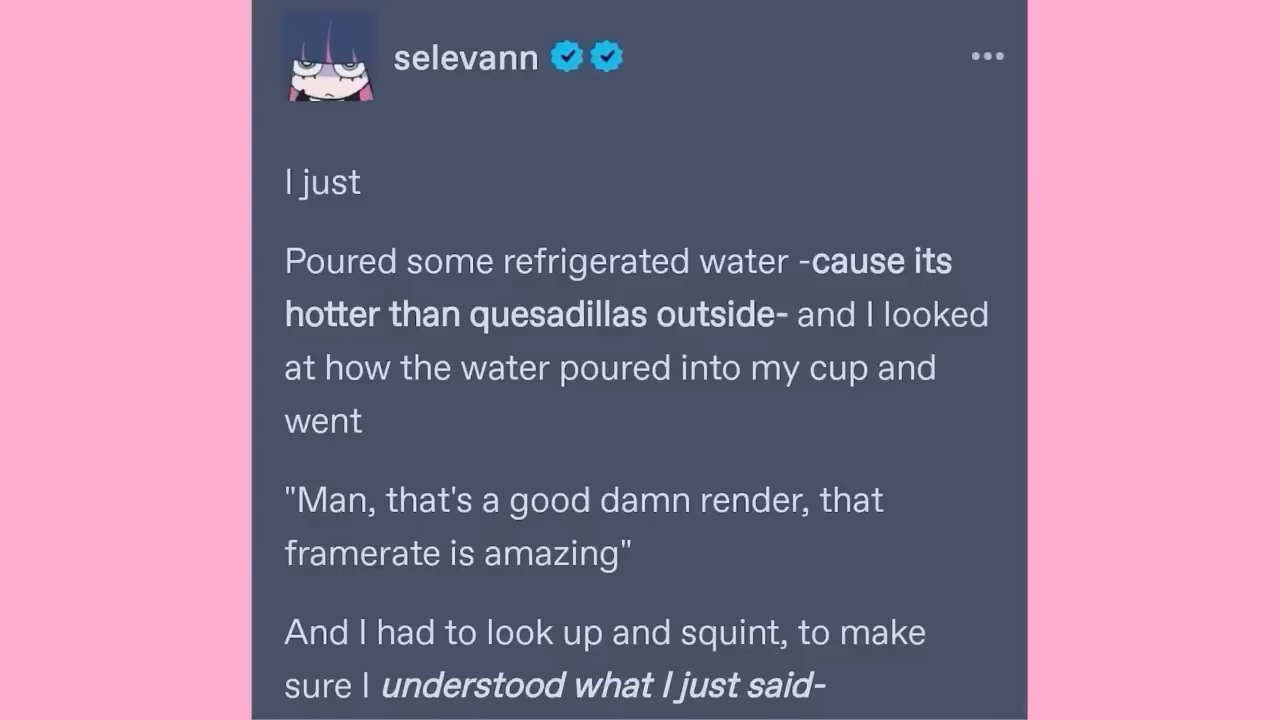 selevann
I just
Poured some refrigerated water -cause its
hotter than quesadillas outside- and I looked
at how the water poured into my cup and
went
"Man, that's a good damn render, that
framerate is amazing"
And I had to look up and squint, to make
sure I understood what I just said-